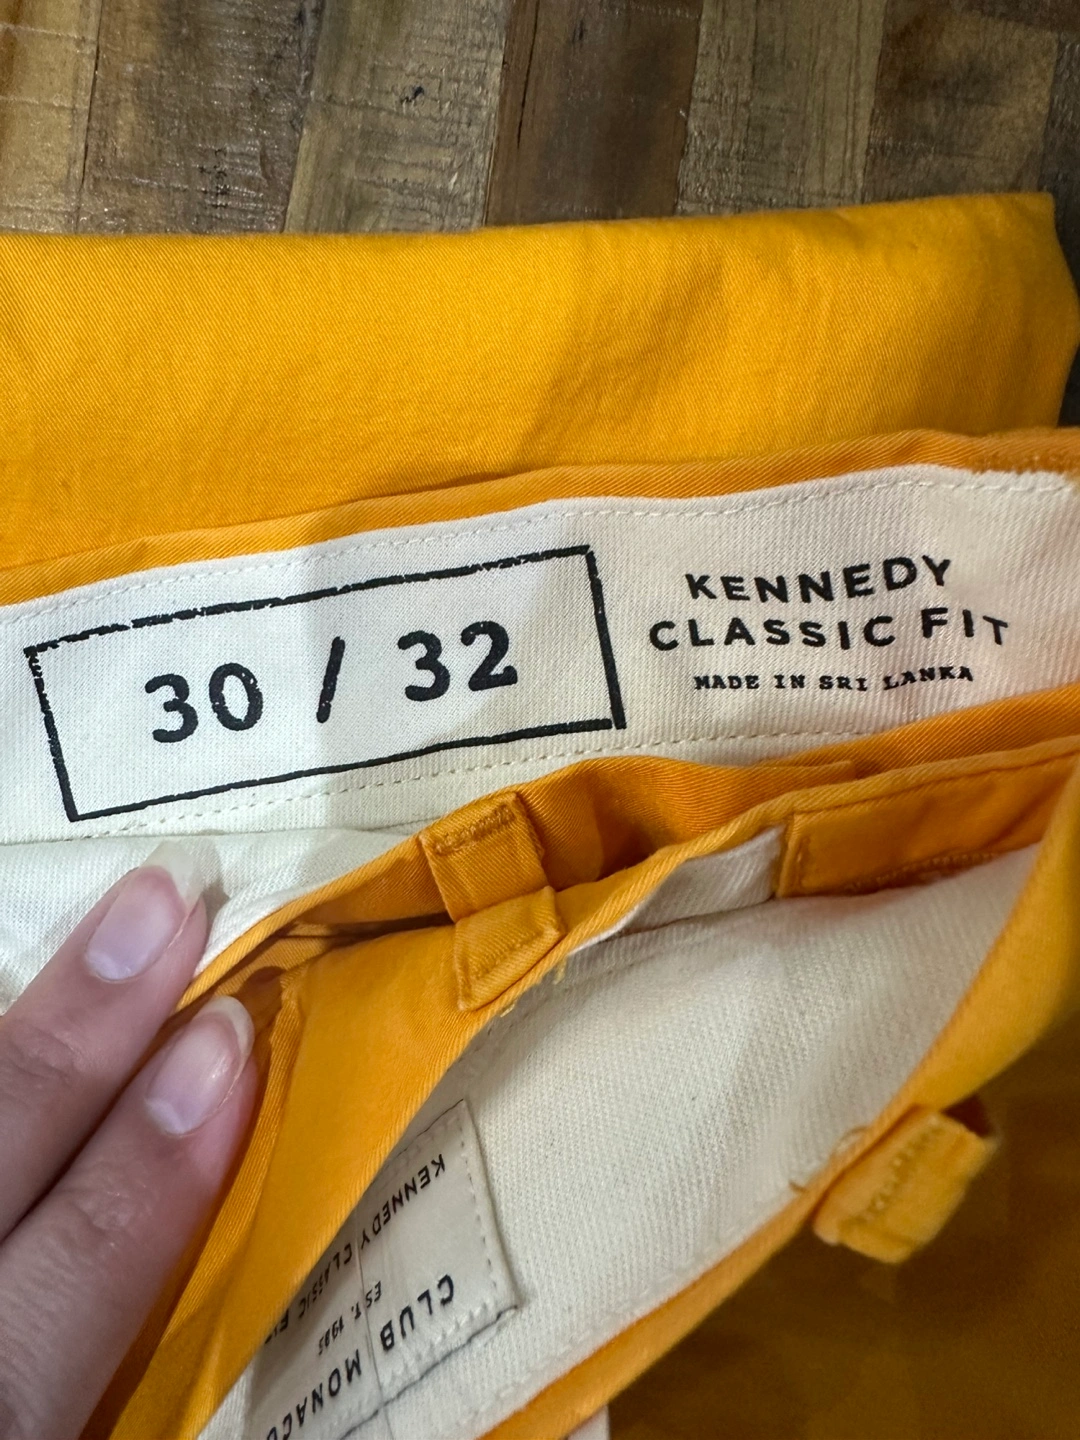 30 / 32
KENNEDY
CLASSIC FIT
MADE IN SRI LANKA
CLUB MONACO
EST. 1985
KENNEDY CLASSIC FIT